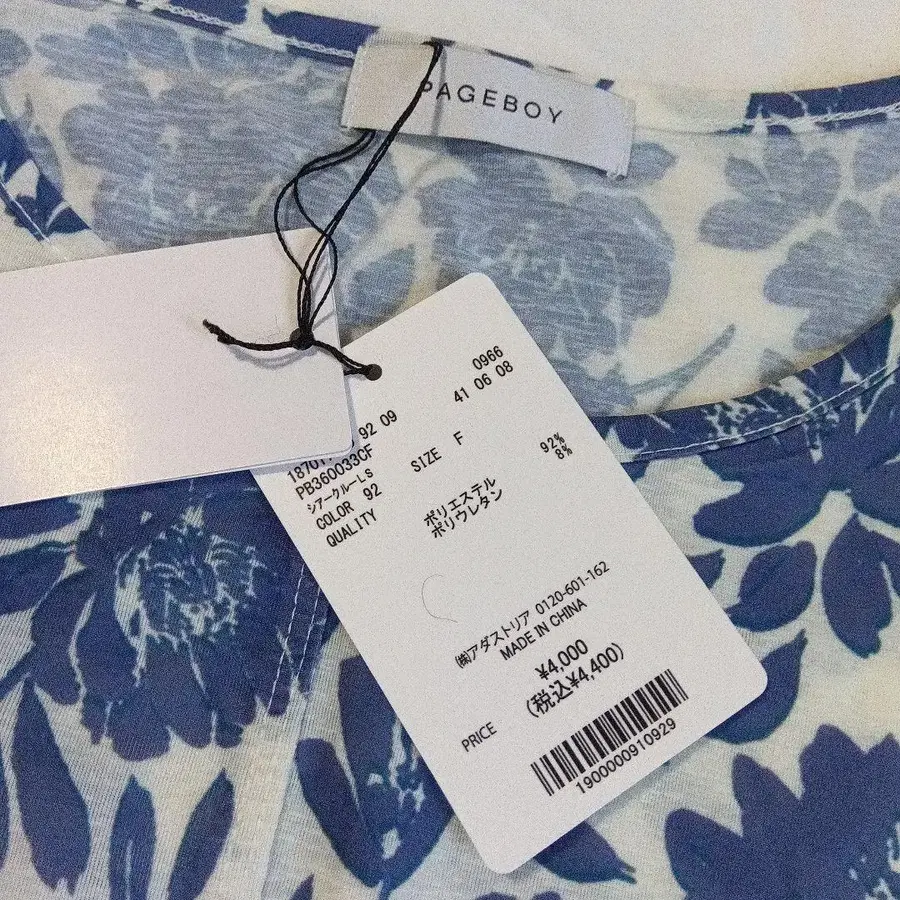 PAGEBOY
0966
92 09 41 06 08
PB360033CF
シアークルーLS
COLOR 92 SIZE F
QUALITY
ポリエステル 92%
ポリウレタン 8%
㈱アダストリア 0120-601-162
MADE IN CHINA
¥4,000
PRICE (税込¥4,400)
1900000910929